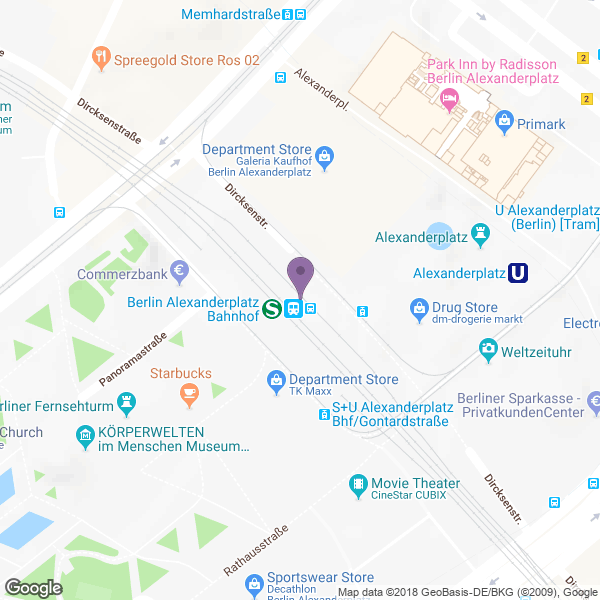 Memhardstraße
Spreegold Store Ros 02
Park Inn by Radisson
Berlin Alexanderplatz
2
2
Alexanderpl.
Dircksenstraße
Primark
Department Store
Galeria Kaufhof
Berlin Alexanderplatz
Dircksenstr.
U Alexanderplatz
(Berlin) [Tram]
Alexanderplatz
Alexanderplatz
U
Commerzbank
€
Berlin Alexanderplatz
Bahnhof
S
Drug Store
dm-drogerie markt
Electro
Panoramastraße
Weltzeituhr
Starbucks
Department Store
TK Maxx
Berliner Sparkasse -
PrivatkundenCenter
€
rliner Fernsehturm
S+U Alexanderplatz
Bhf/Gontardstraße
Church
KÖRPERWELTEN
im Menschen Museum...
Movie Theater
CineStar CUBIX
Dircksenstr.
Rathausstraße
Sportswear Store
Decathlon
Berlin Alexanderplatz
Google
Map data ©2018 GeoBasis-DE/BKG (©2009), Google